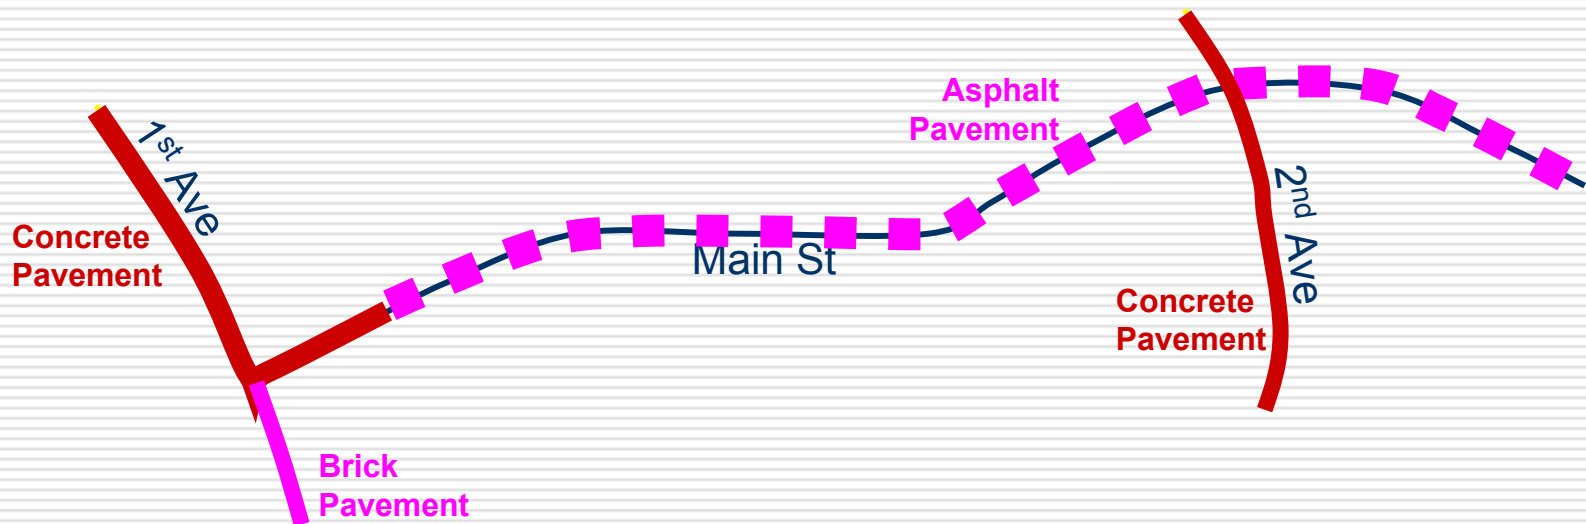 Asphalt
Pavement
1st Ave
2nd Ave
Concrete
Pavement
Main St
Concrete
Pavement
Brick
Pavement